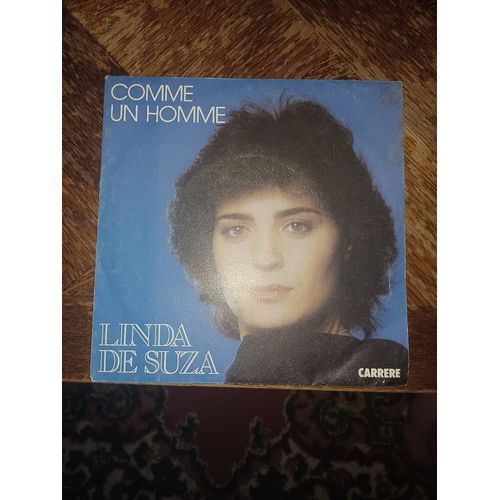 COMME
UN HOMME
LINDA
DE SUZA
CARRERE